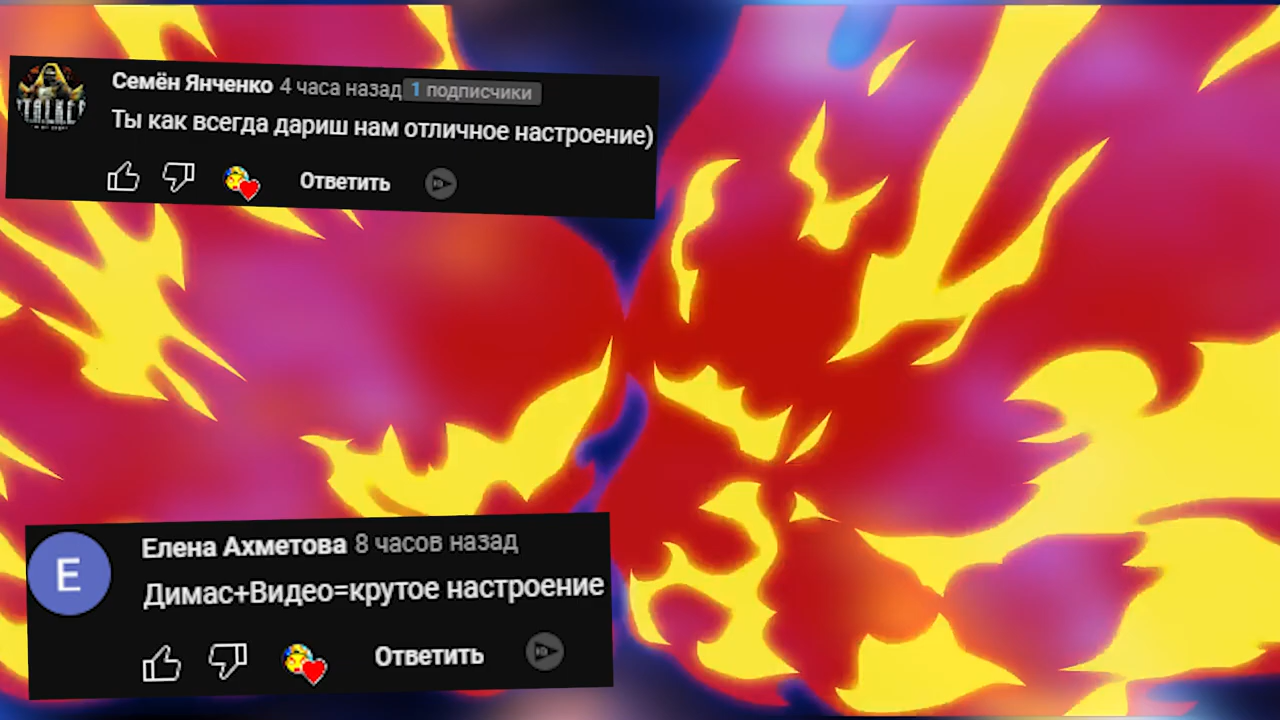 Семён Янченко 4 часа назад 1 подписчики
Ты как всегда дариш нам отличное настроение)
Ответить
E
Елена Ахметова 8 часов назад
Димас+Видео=крутое настроение
Ответить